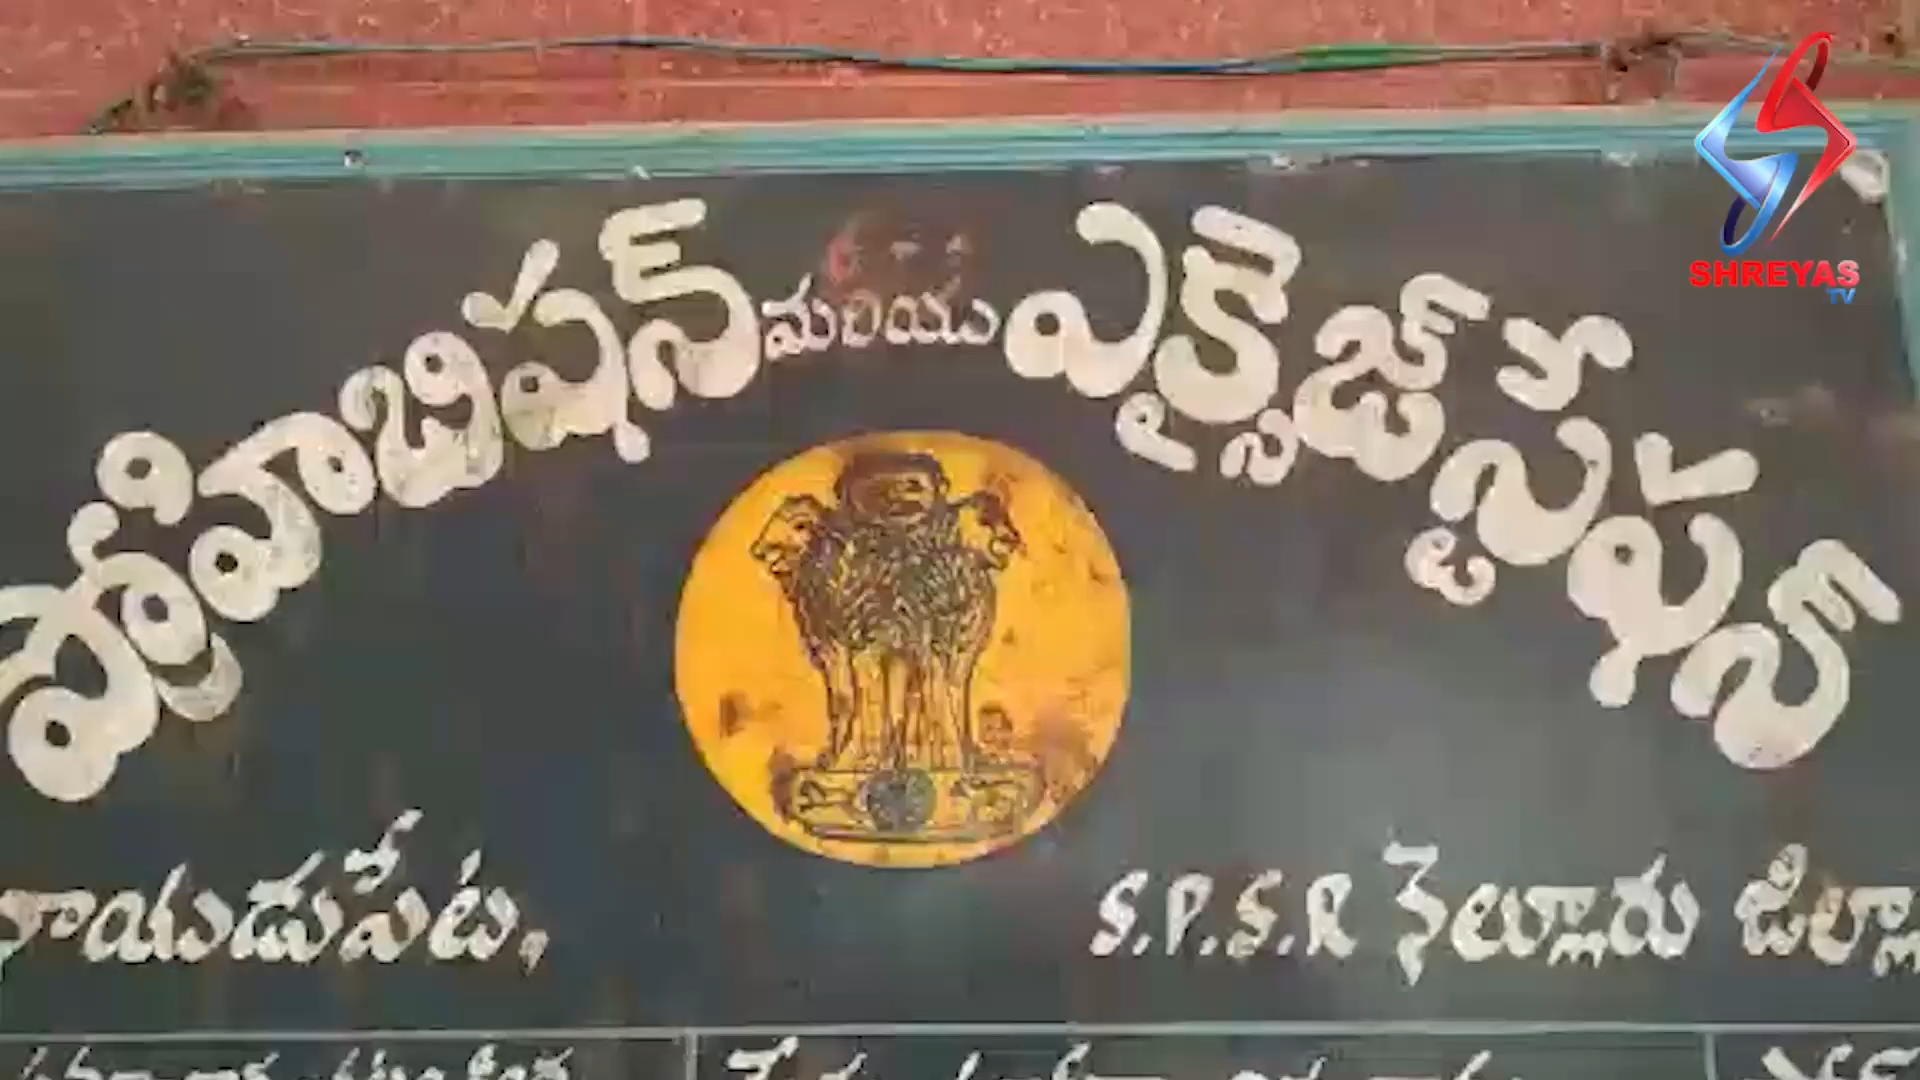 SHREYAS
TV
ప్రోహిబిషన్ మరియు ఎక్సైజ్ స్టేషన్
నాయుడుపేట,
S.P.S.R నెల్లూరు జిల్లా